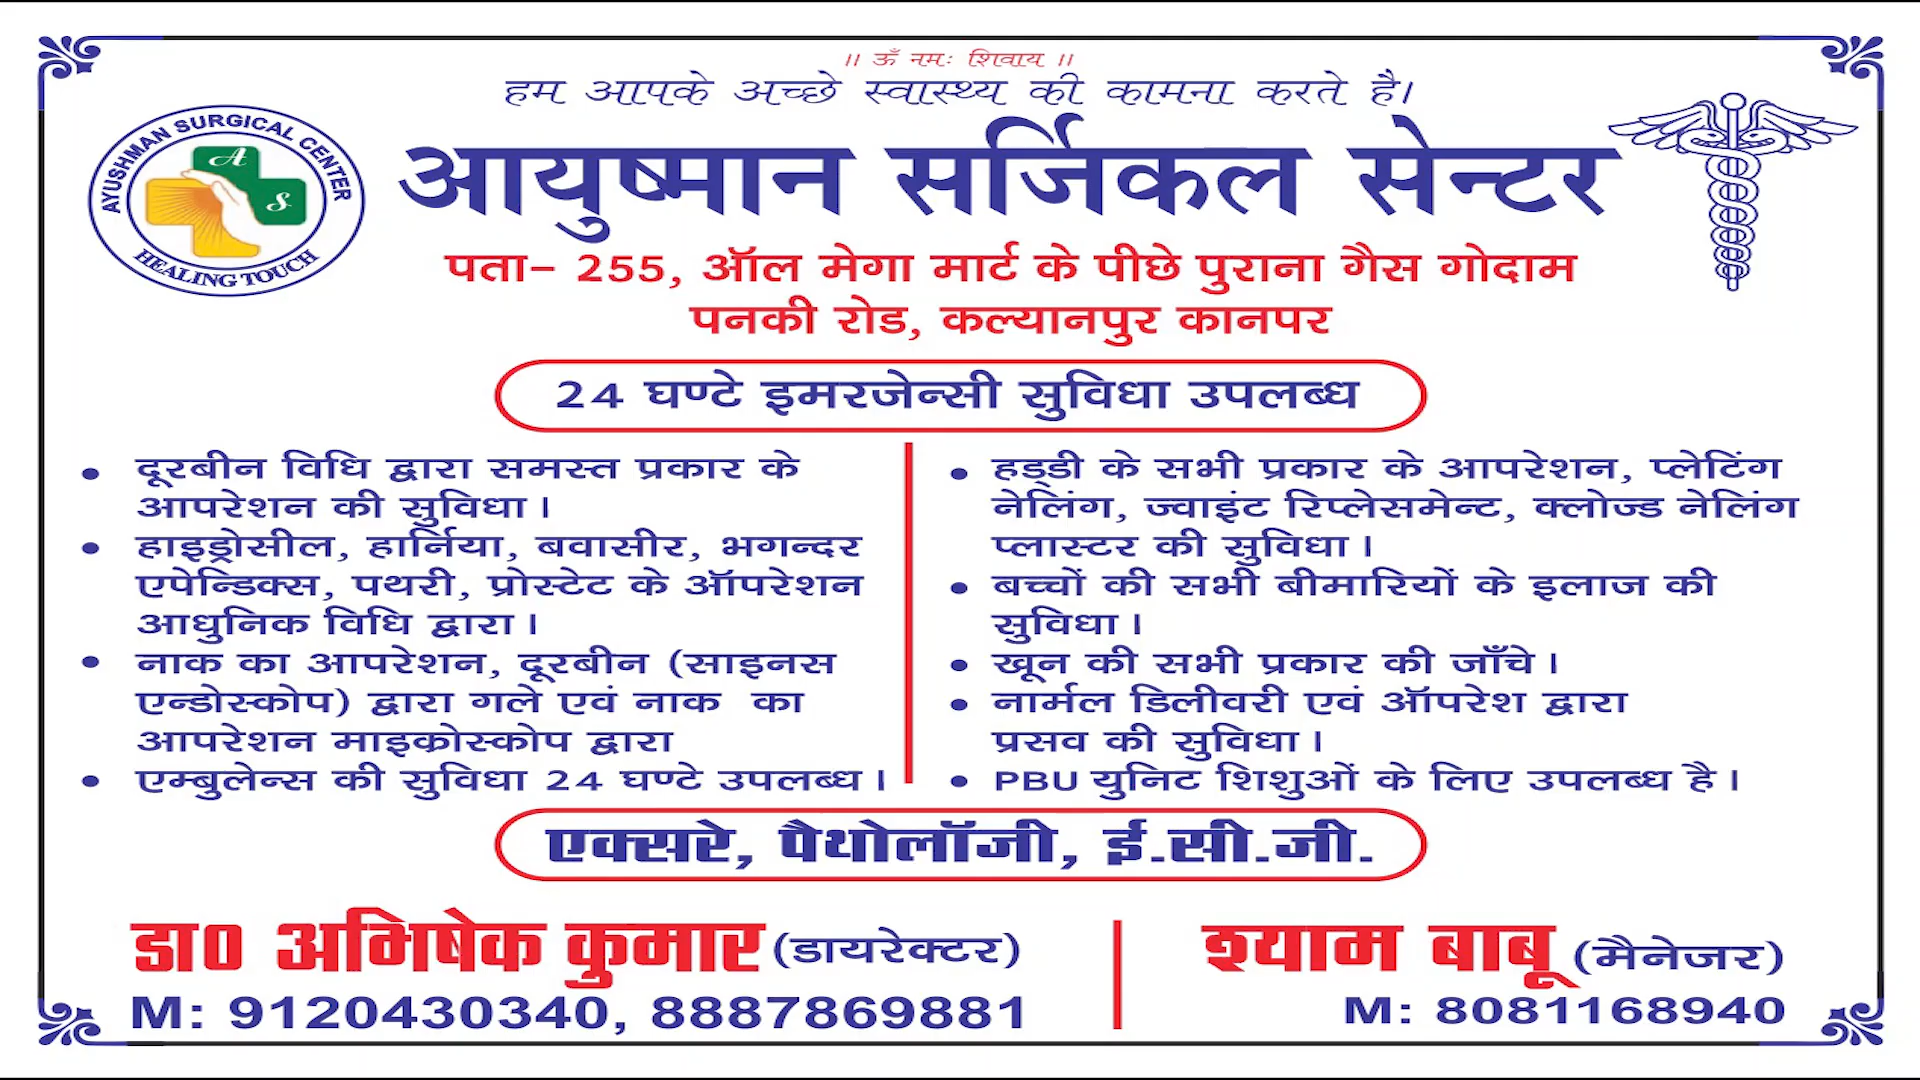 ॥ ऊँ नमः शिवाय ॥
हम आपके अच्छे स्वास्थ्य की कामना करते है।
AYUSHMAN SURGICAL CENTER
A
S
HEALING TOUCH
आयुष्मान सर्जिकल सेन्टर
पता– 255, ऑल मेगा मार्ट के पीछे पुराना गैस गोदाम
पनकी रोड, कल्यानपुर कानपर
24 घण्टे इमरजेन्सी सुविधा उपलब्ध
• दूरबीन विधि द्वारा समस्त प्रकार के
आपरेशन की सुविधा।
• हाइड्रोसील, हार्निया, बवासीर, भगन्दर
एपेन्डिक्स, पथरी, प्रोस्टेट के ऑपरेशन
आधुनिक विधि द्वारा।
• नाक का आपरेशन, दूरबीन (साइनस
एन्डोस्कोप) द्वारा गले एवं नाक का
आपरेशन माइक्रोस्कोप द्वारा
• एम्बुलेन्स की सुविधा 24 घण्टे उपलब्ध।
• हड्डी के सभी प्रकार के आपरेशन, प्लेटिंग
नेलिंग, ज्वाइंट रिप्लेसमेन्ट, क्लोज्ड नेलिंग
प्लास्टर की सुविधा।
• बच्चों की सभी बीमारियों के इलाज की
सुविधा।
• खून की सभी प्रकार की जाँचे।
• नार्मल डिलीवरी एवं ऑपरेश द्वारा
प्रसव की सुविधा।
• PBU युनिट शिशुओं के लिए उपलब्ध है।
एक्सरे, पैथोलॉजी, ई.सी.जी.
डा० अभिषेक कुमार (डायरेक्टर)
M: 9120430340, 8887869881
श्याम बाबू (मैनेजर)
M: 8081168940